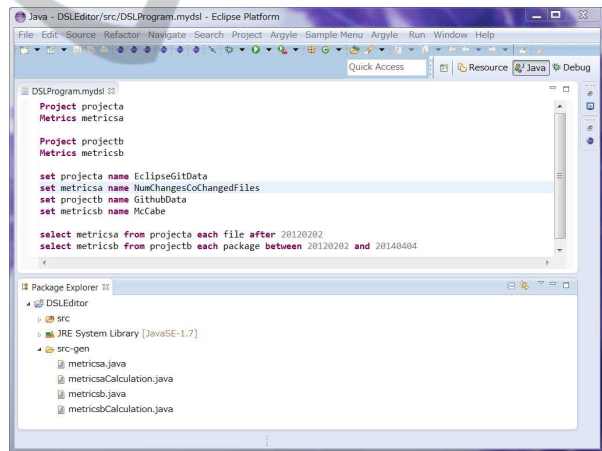 Java - DSLEditor/src/DSLProgram.mydsl - Eclipse Platform
File Edit Source Refactor Navigate Search Project Argyle Sample Menu Argyle Run Window Help
Quick Access Resource Java Debug
DSLProgram.mydsl
Project projecta
Metrics metricsa
Project projectb
Metrics metricsb
set projecta name EclipseGitData
set metricsa name NumChangesCoChangedFiles
set projectb name GithubData
set metricsb name McCabe
select metricsa from projecta each file after 20120202
select metricsb from projectb each package between 20120202 and 20140404
Package Explorer
DSLEditor
src
JRE System Library [JavaSE-1.7]
src-gen
metricsa.java
metricsaCalculation.java
metricsb.java
metricsbCalculation.java